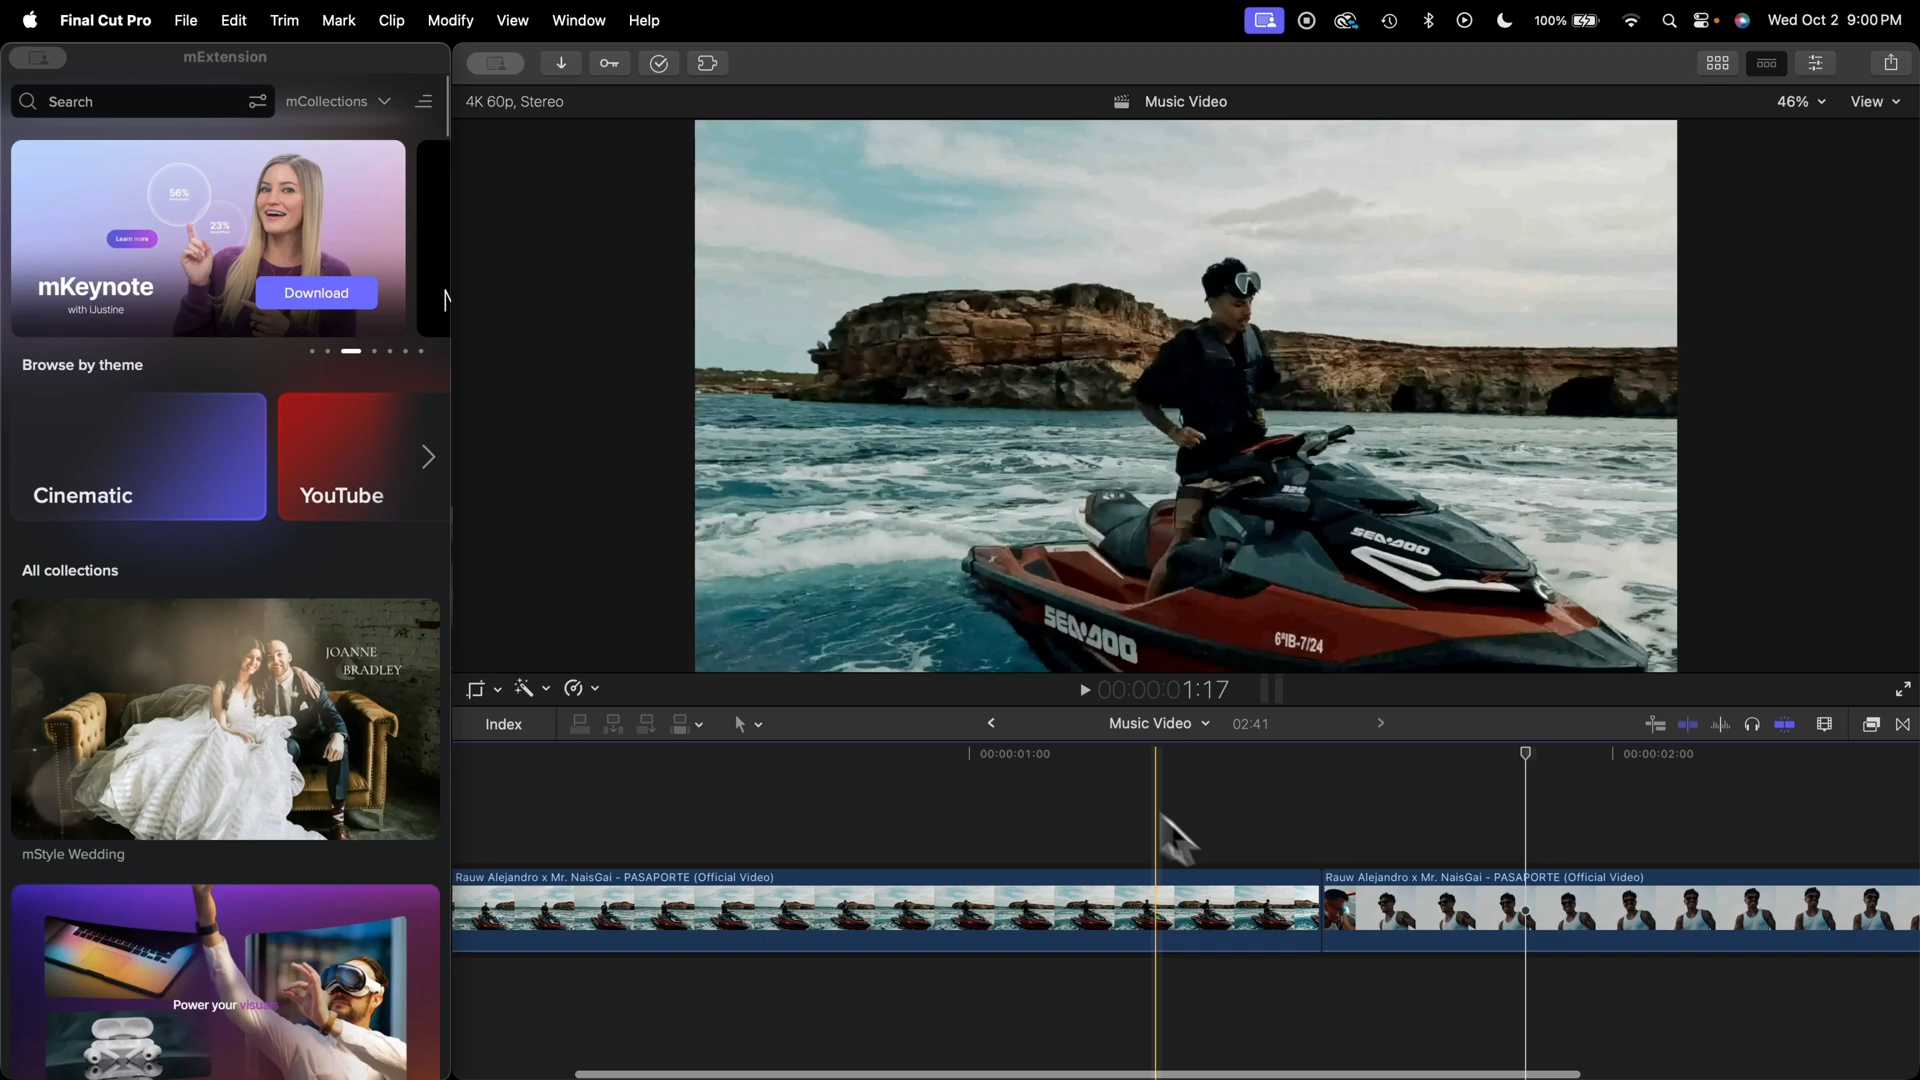 Final Cut Pro File Edit Trim Mark Clip Modify View Window Help
100% Wed Oct 2 9:00 PM
mExtension
Search
mCollections
56%
23%
Learn more
mKeynote
with iJustine
Download
Browse by theme
Cinematic
YouTube
All collections
JOANNE
BRADLEY
mStyle Wedding
Power your visuals
4K 60p, Stereo
Music Video
46%
View
325
SEA-DOO
SEA-DOO
6ªIB-7/24
00:00:01:17
Index
Music Video
02:41
00:00:01:00
00:00:02:00
Rauw Alejandro x Mr. NaisGai - PASAPORTE (Official Video)
Rauw Alejandro x Mr. NaisGai - PASAPORTE (Official Video)